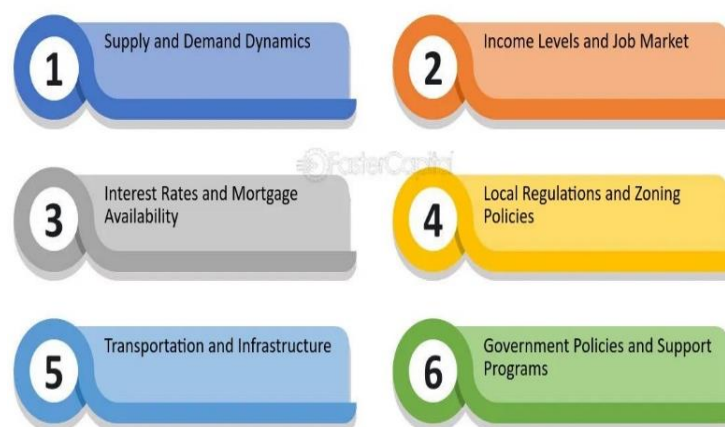 1
Supply and Demand Dynamics
2
Income Levels and Job Market
FasterCapital
3
Interest Rates and Mortgage
Availability
4
Local Regulations and Zoning
Policies
5
Transportation and Infrastructure
6
Government Policies and Support
Programs